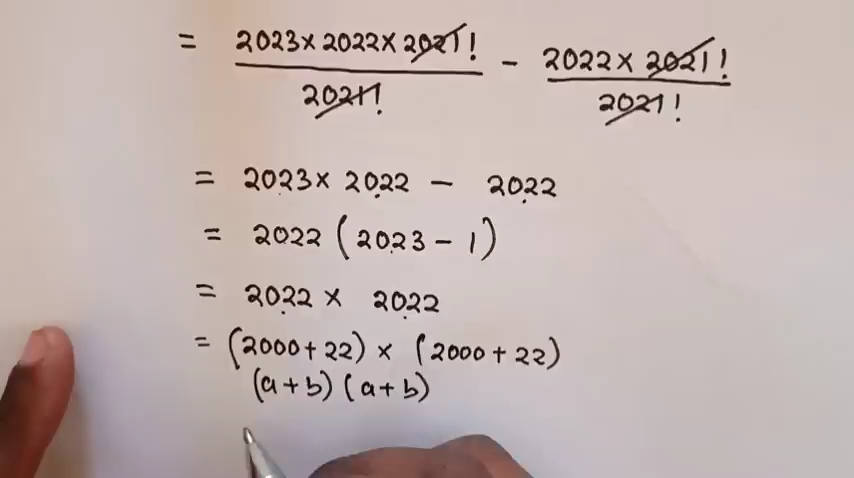 = 2023 × 2022 × 2021! / 2021! - 2022 × 2021! / 2021!
= 2023 × 2022 - 2022
= 2022 (2023 - 1)
= 2022 × 2022
= (2000 + 22) × (2000 + 22)
(a + b) (a + b)